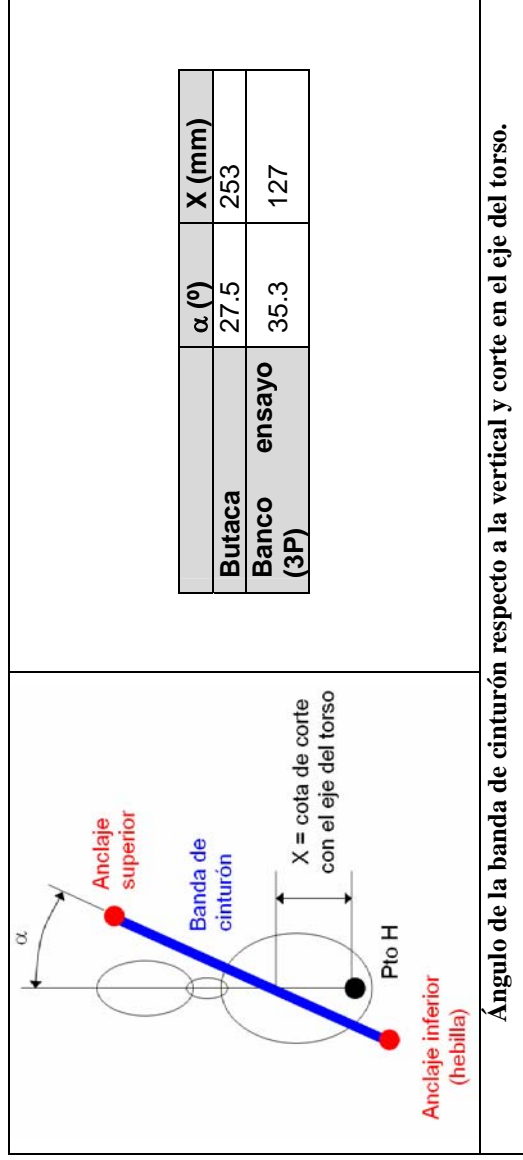 α
Anclaje
superior
Banda de
cinturón
X = cota de corte
con el eje del torso
Pto H
Anclaje inferior
(hebilla)
α (º) X (mm)
Butaca 27.5 253
Banco ensayo
(3P) 35.3 127
Ángulo de la banda de cinturón respecto a la vertical y corte en el eje del torso.